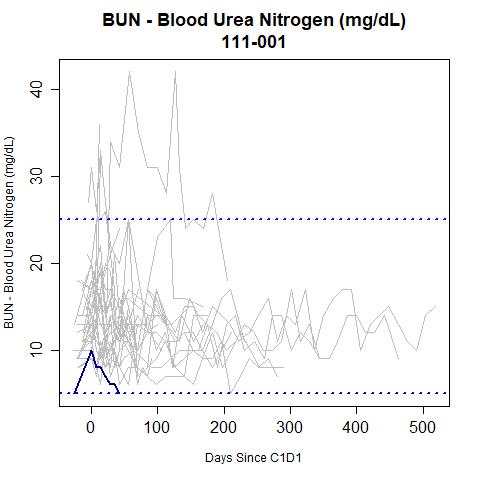 BUN - Blood Urea Nitrogen (mg/dL)
111-001
BUN - Blood Urea Nitrogen (mg/dL)
40
30
20
10
0 100 200 300 400 500
Days Since C1D1